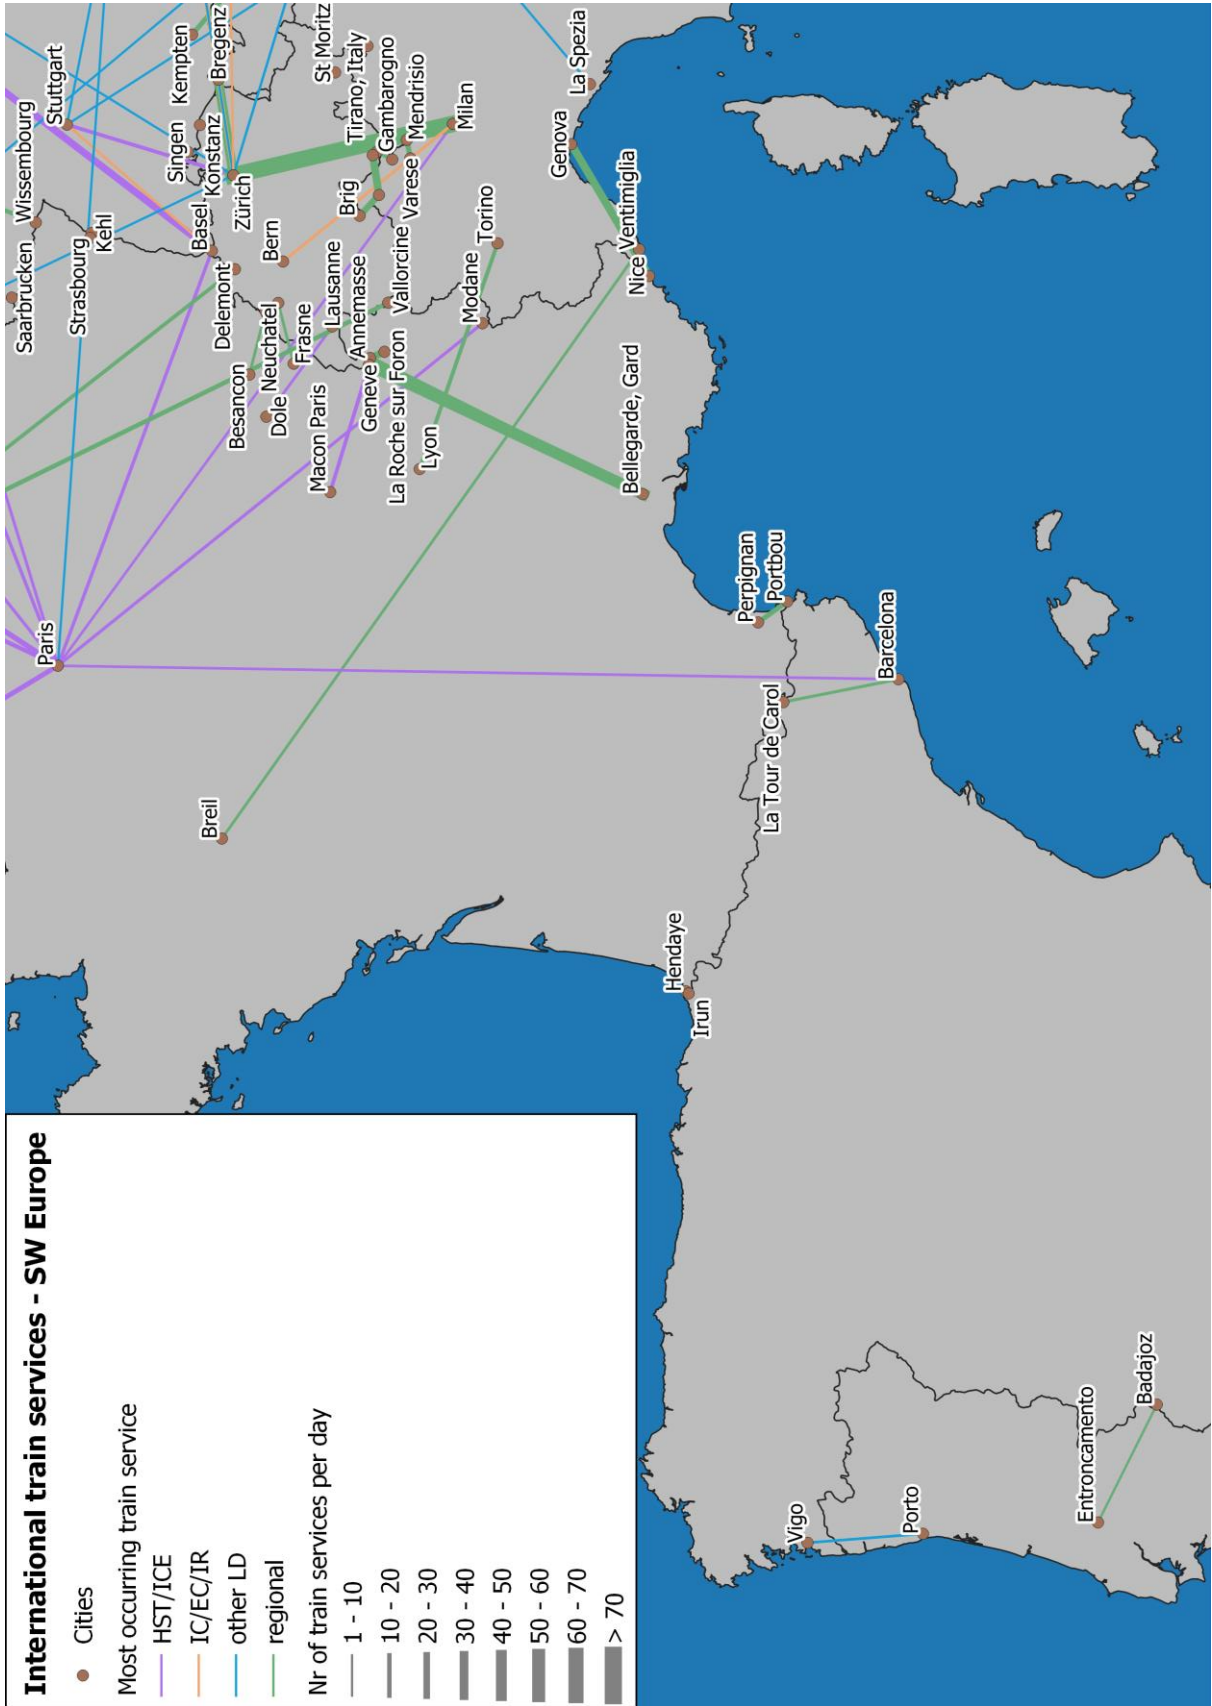 International train services - SW Europe
Cities
Most occurring train service
HST/ICE
IC/EC/IR
other LD
regional
Nr of train services per day
1 - 10
10 - 20
20 - 30
30 - 40
40 - 50
50 - 60
60 - 70
> 70
Paris
Saarbrucken
Wissembourg
Stuttgart
Strasbourg
Kehl
Kempten
Singen
Konstanz
Bregenz
Basel
Zürich
Delemont
Bern
Besancon
Neuchatel
Dole
Frasne
St Moritz
Tirano, Italy
Brig
Gambarogno
Mendrisio
Milan
Varese
Lausanne
Annemasse
Vallorcine
Macon Paris
Geneve
La Roche sur Foron
Lyon
Modane
Torino
Breil
La Spezia
Genova
Ventimiglia
Nice
Bellegarde, Gard
Perpignan
Portbou
Hendaye
Irun
La Tour de Carol
Barcelona
Vigo
Porto
Entroncamento
Badajoz